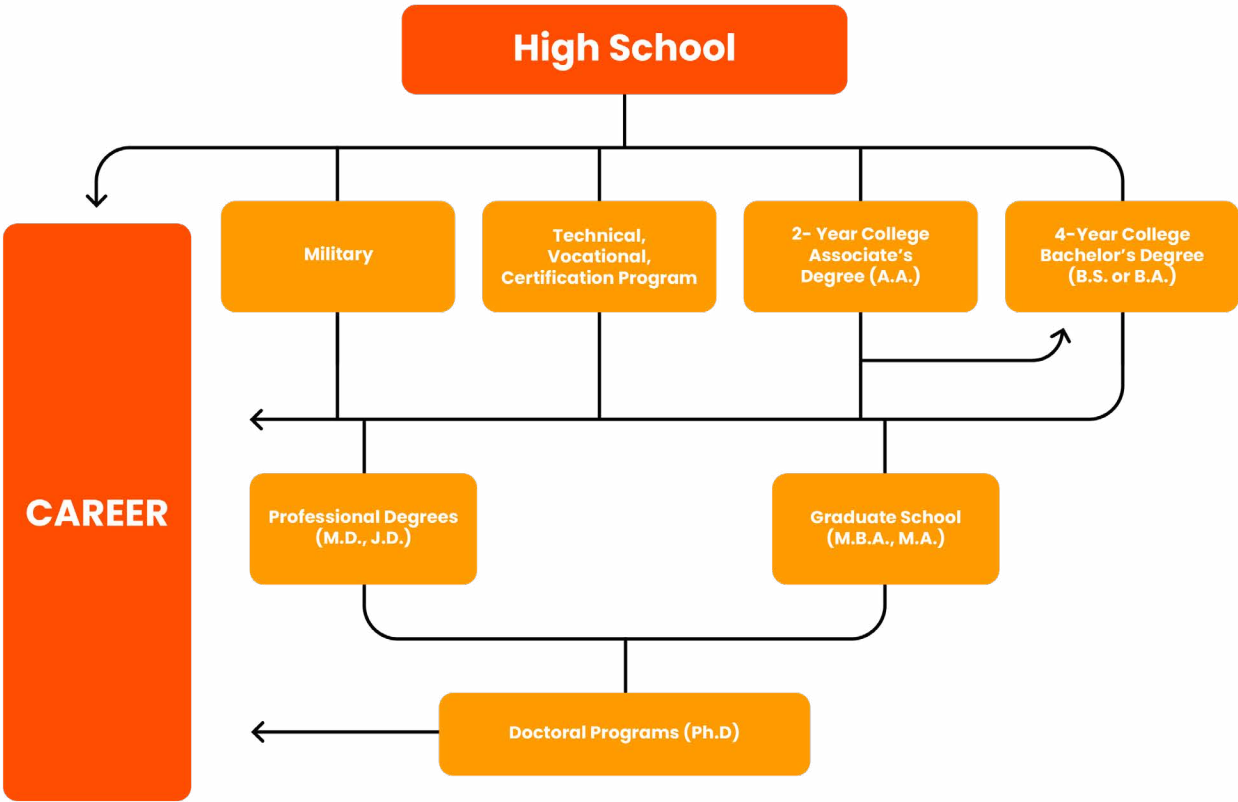 High School
Military
Technical,
Vocational,
Certification Program
2- Year College
Associate’s
Degree (A.A.)
4-Year College
Bachelor’s Degree
(B.S. or B.A.)
CAREER
Professional Degrees
(M.D., J.D.)
Graduate School
(M.B.A., M.A.)
Doctoral Programs (Ph.D)